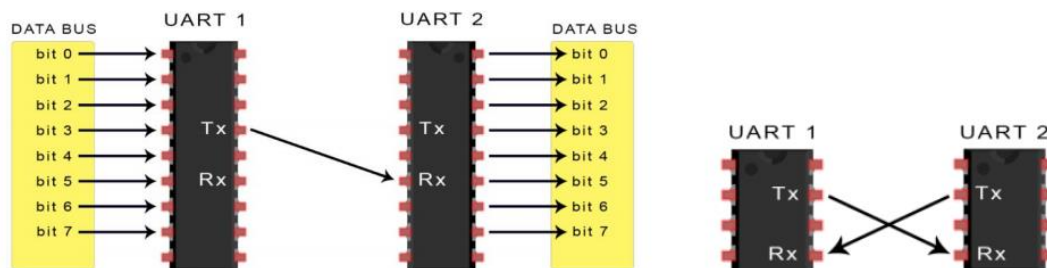 UART 1
UART 2
DATA BUS
DATA BUS
bit 0
bit 1
bit 2
bit 3
bit 4
bit 5
bit 6
bit 7
Tx
Rx
Tx
Rx
bit 0
bit 1
bit 2
bit 3
bit 4
bit 5
bit 6
bit 7
UART 1
UART 2
Tx
Tx
Rx
Rx